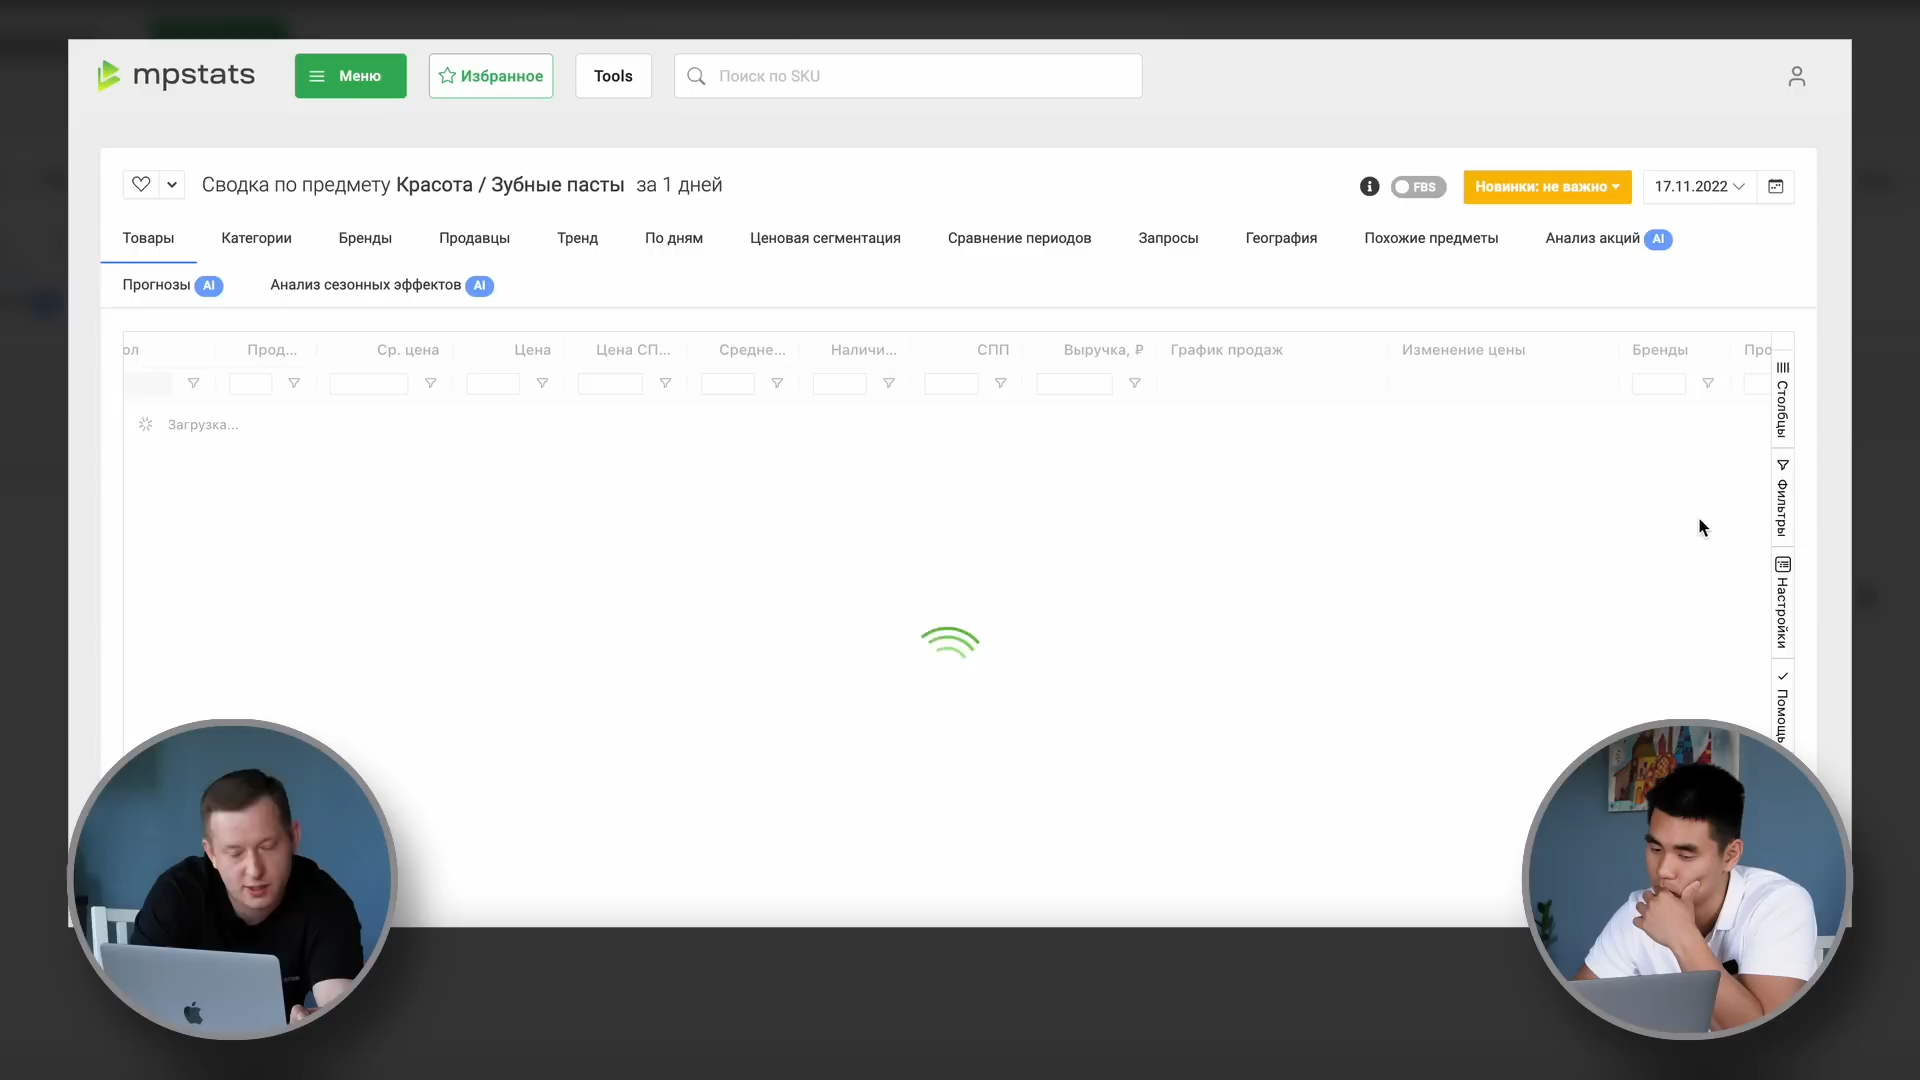 mpstats
Меню
Избранное
Tools
Поиск по SKU
Сводка по предмету Красота / Зубные пасты за 1 дней
FBS
Новинки: не важно
17.11.2022
Товары
Категории
Бренды
Продавцы
Тренд
По дням
Ценовая сегментация
Сравнение периодов
Запросы
География
Похожие предметы
Анализ акций AI
Прогнозы AI
Анализ сезонных эффектов AI
ол
Прод...
Ср. цена
Цена
Цена СП...
Средне...
Наличи...
СПП
Выручка, ₽
График продаж
Изменение цены
Бренды
Про
Загрузка...
Столбцы
Фильтры
Настройки
Помощь